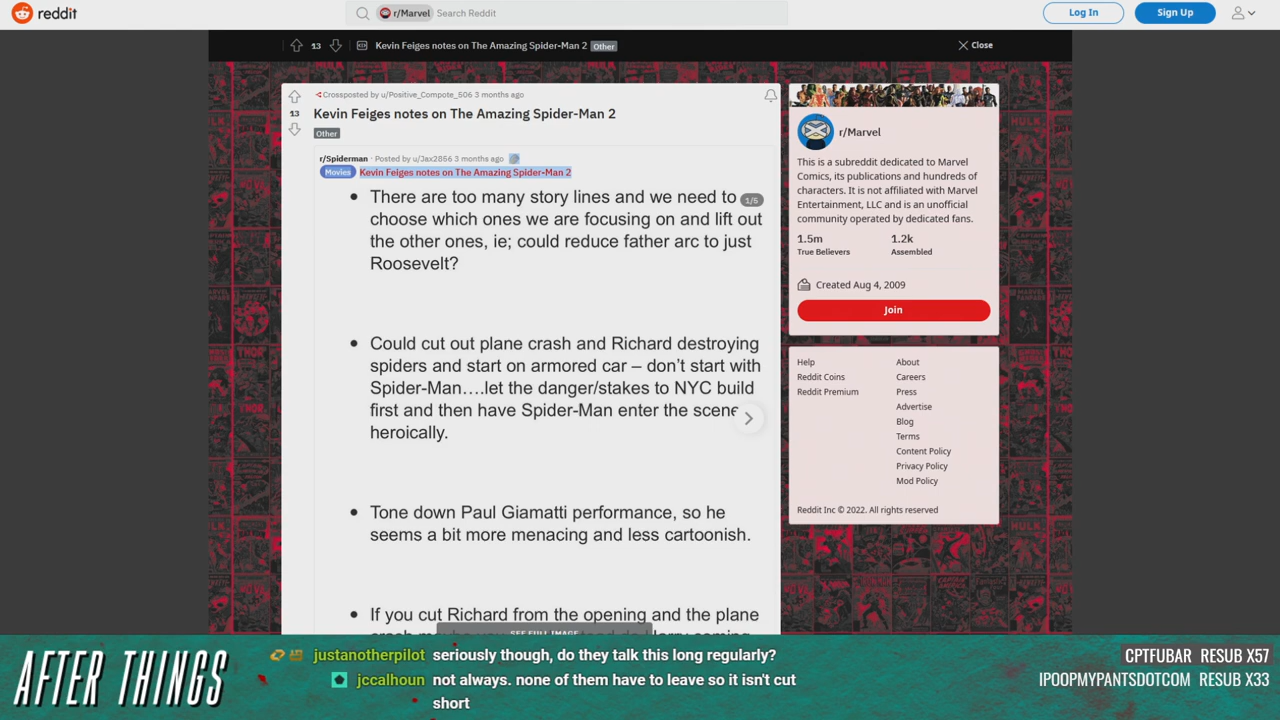 reddit
r/Marvel Search Reddit
Log In
Sign Up
13
Kevin Feiges notes on The Amazing Spider-Man 2 Other
Close
Crossposted by u/Positive_Compote_506 3 months ago
13
Kevin Feiges notes on The Amazing Spider-Man 2
Other
r/Spiderman · Posted by u/Jax2856 3 months ago
Movies Kevin Feiges notes on The Amazing Spider-Man 2
1/5
• There are too many story lines and we need to
choose which ones we are focusing on and lift out
the other ones, ie; could reduce father arc to just
Roosevelt?
• Could cut out plane crash and Richard destroying
spiders and start on armored car – don't start with
Spider-Man….let the danger/stakes to NYC build
first and then have Spider-Man enter the scene
heroically.
• Tone down Paul Giamatti performance, so he
seems a bit more menacing and less cartoonish.
• If you cut Richard from the opening and the plane
SEE FULL IMAGE
r/Marvel
This is a subreddit dedicated to Marvel
Comics, its publications and hundreds of
characters. It is not affiliated with Marvel
Entertainment, LLC and is an unofficial
community operated by dedicated fans.
1.5m
True Believers
1.2k
Assembled
Created Aug 4, 2009
Join
Help
Reddit Coins
Reddit Premium
About
Careers
Press
Advertise
Blog
Terms
Content Policy
Privacy Policy
Mod Policy
Reddit Inc © 2022. All rights reserved
AFTER THINGS
justanotherpilot seriously though, do they talk this long regularly?
jccalhoun not always. none of them have to leave so it isn't cut
short
CPTFUBAR RESUB X57
IPOOPMYPANTSDOTCOM RESUB X33